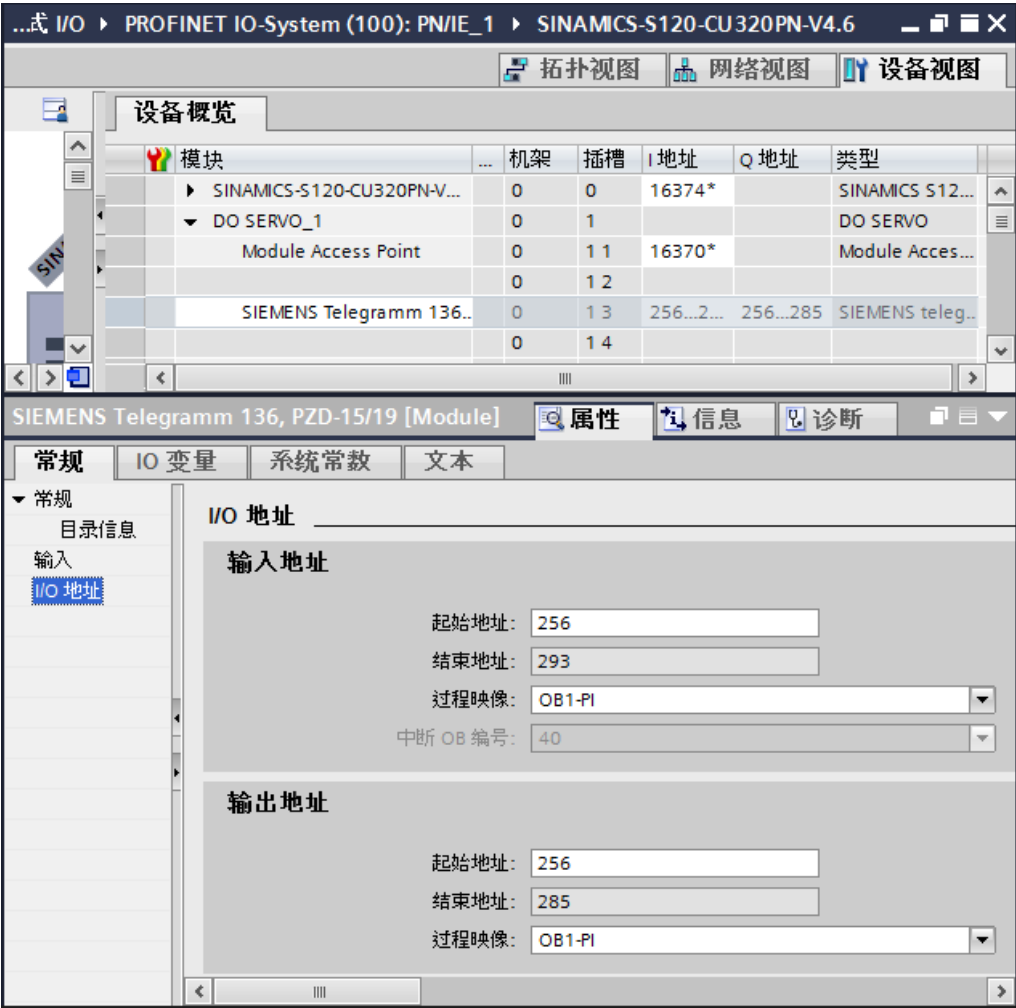 ...式 I/O ▸ PROFINET IO-System (100): PN/IE_1 ▸ SINAMICS-S120-CU320PN-V4.6
拓扑视图 网络视图 设备视图
设备概览
模块 ... 机架 插槽 I 地址 Q 地址 类型
SINAMICS-S120-CU320PN-V... 0 0 16374* SINAMICS S12...
DO SERVO_1 0 1 DO SERVO
Module Access Point 0 1 1 16370* Module Acces...
0 1 2
SIEMENS Telegramm 136.. 0 1 3 256...2... 256...285 SIEMENS teleg..
0 1 4
SIN
SIEMENS Telegramm 136, PZD-15/19 [Module] 属性 信息 诊断
常规 IO 变量 系统常数 文本
常规
目录信息
输入
I/O 地址
I/O 地址
输入地址
起始地址: 256
结束地址: 293
过程映像: OB1-PI
中断 OB 编号: 40
输出地址
起始地址: 256
结束地址: 285
过程映像: OB1-PI